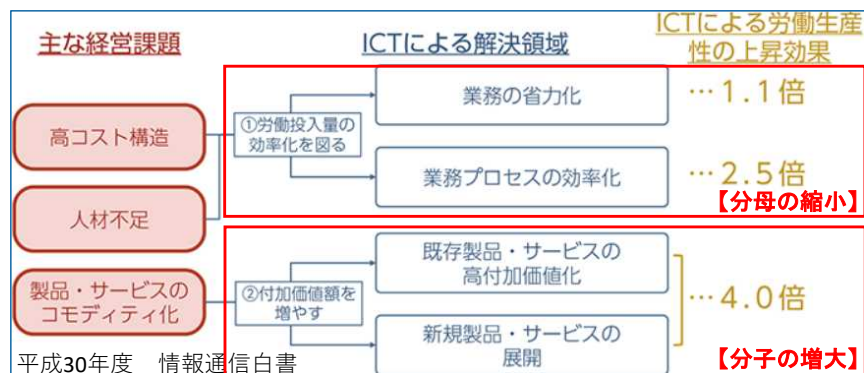 主な経営課題
ICTによる解決領域
ICTによる労働生産
性の上昇効果
高コスト構造
人材不足
製品・サービスの
コモディティ化
①労働投入量の
効率化を図る
業務の省力化
…1.1倍
業務プロセスの効率化
…2.5倍
【分母の縮小】
②付加価値額を
増やす
既存製品・サービスの
高付加価値化
新規製品・サービスの
展開
…4.0倍
【分子の増大】
平成30年度 情報通信白書